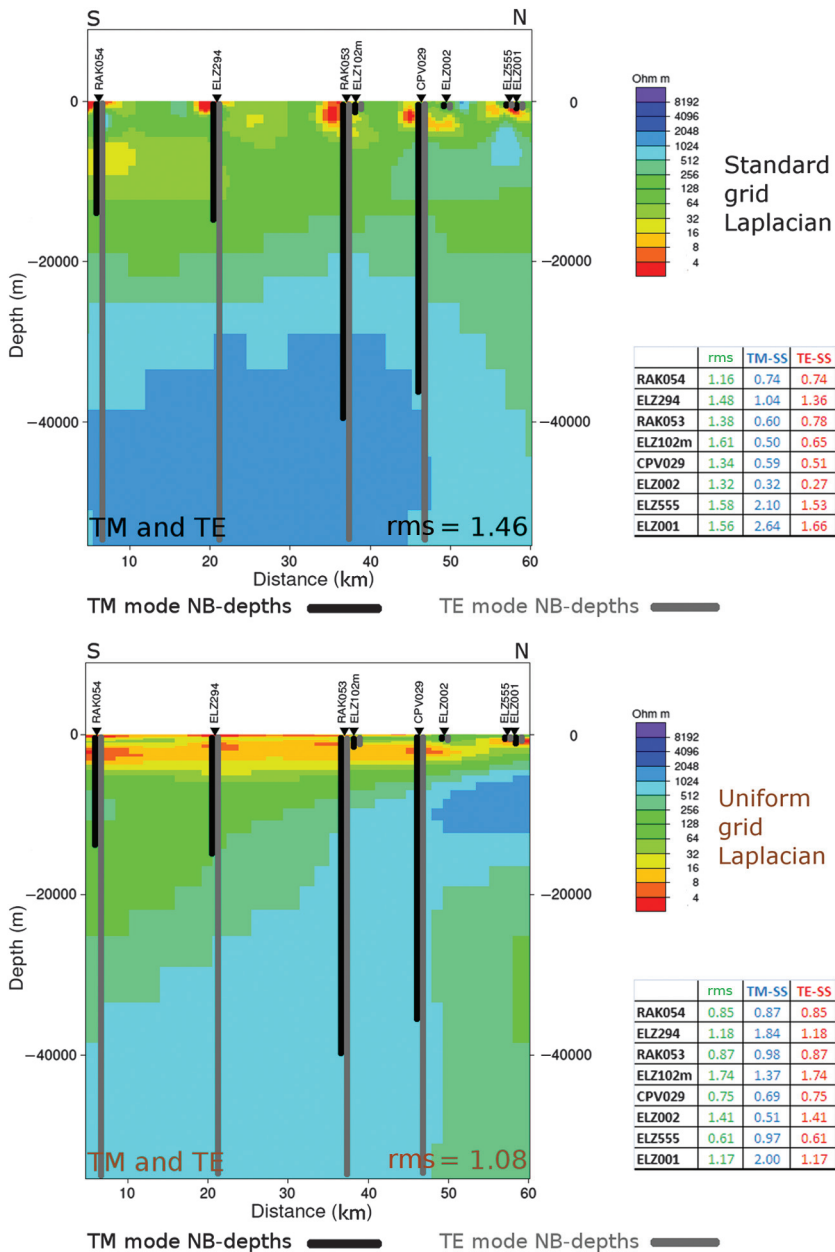 S N
RAK054 ELZ294 RAK053 ELZ102m CPV029 ELZ002 ELZ555 ELZ001
Depth (m)
0 0
−20000 −20000
−40000 −40000
TM and TE rms = 1.46
10 20 30 40 50 60
Distance (km)
TM mode NB-depths TE mode NB-depths
Ohm m
8192
4096
2048
1024
512
256
128
64
32
16
8
4
Standard
grid
Laplacian
rms TM-SS TE-SS
RAK054 1.16 0.74 0.74
ELZ294 1.48 1.04 1.36
RAK053 1.38 0.60 0.78
ELZ102m 1.61 0.50 0.65
CPV029 1.34 0.59 0.51
ELZ002 1.32 0.32 0.27
ELZ555 1.58 2.10 1.53
ELZ001 1.56 2.64 1.66
S N
RAK054 ELZ294 RAK053 ELZ102m CPV029 ELZ002 ELZ555 ELZ001
Depth (m)
0 0
−20000 −20000
−40000 −40000
TM and TE rms = 1.08
10 20 30 40 50 60
Distance (km)
TM mode NB-depths TE mode NB-depths
Ohm m
8192
4096
2048
1024
512
256
128
64
32
16
8
4
Uniform
grid
Laplacian
rms TM-SS TE-SS
RAK054 0.85 0.87 0.85
ELZ294 1.18 1.84 1.18
RAK053 0.87 0.98 0.87
ELZ102m 1.74 1.37 1.74
CPV029 0.75 0.69 0.75
ELZ002 1.41 0.51 1.41
ELZ555 0.61 0.97 0.61
ELZ001 1.17 2.00 1.17